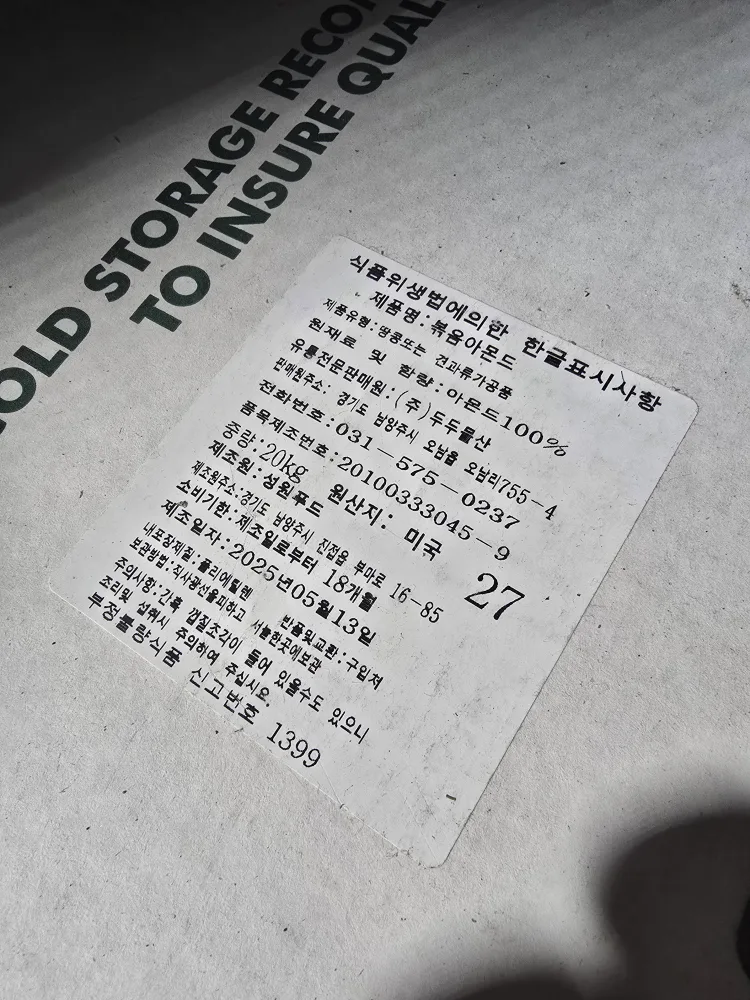 OLD STORAGE RECOM
TO INSURE QUAL
식품위생법에의한 한글표시사항
제품명:볶음아몬드
제품유형:땅콩또는 견과류가공품
원재료 및 함량:아몬드100%
유통전문판매원:(주)두두물산
판매원주소: 경기도 남양주시 오남읍 오남리755-4
전화번호:031-575-0237
품목제조번호:20100333045-9
중량:20kg 원산지: 미국
제조원:성원푸드 27
제조원주소:경기도 남양주시 진접읍 부마로 16-85
소비기한:제조일로부터 18개월
제조일자:2025년05월13일
내포장재질:폴리에틸렌 반품및교환:구입처
보관방법:직사광선을피하고 서늘한곳에보관
주의사항:간혹 껍질조각이 들어 있을수도 있으니
조리및 섭취시 주의하여 주십시오.
부정불량식품 신고번호 1399